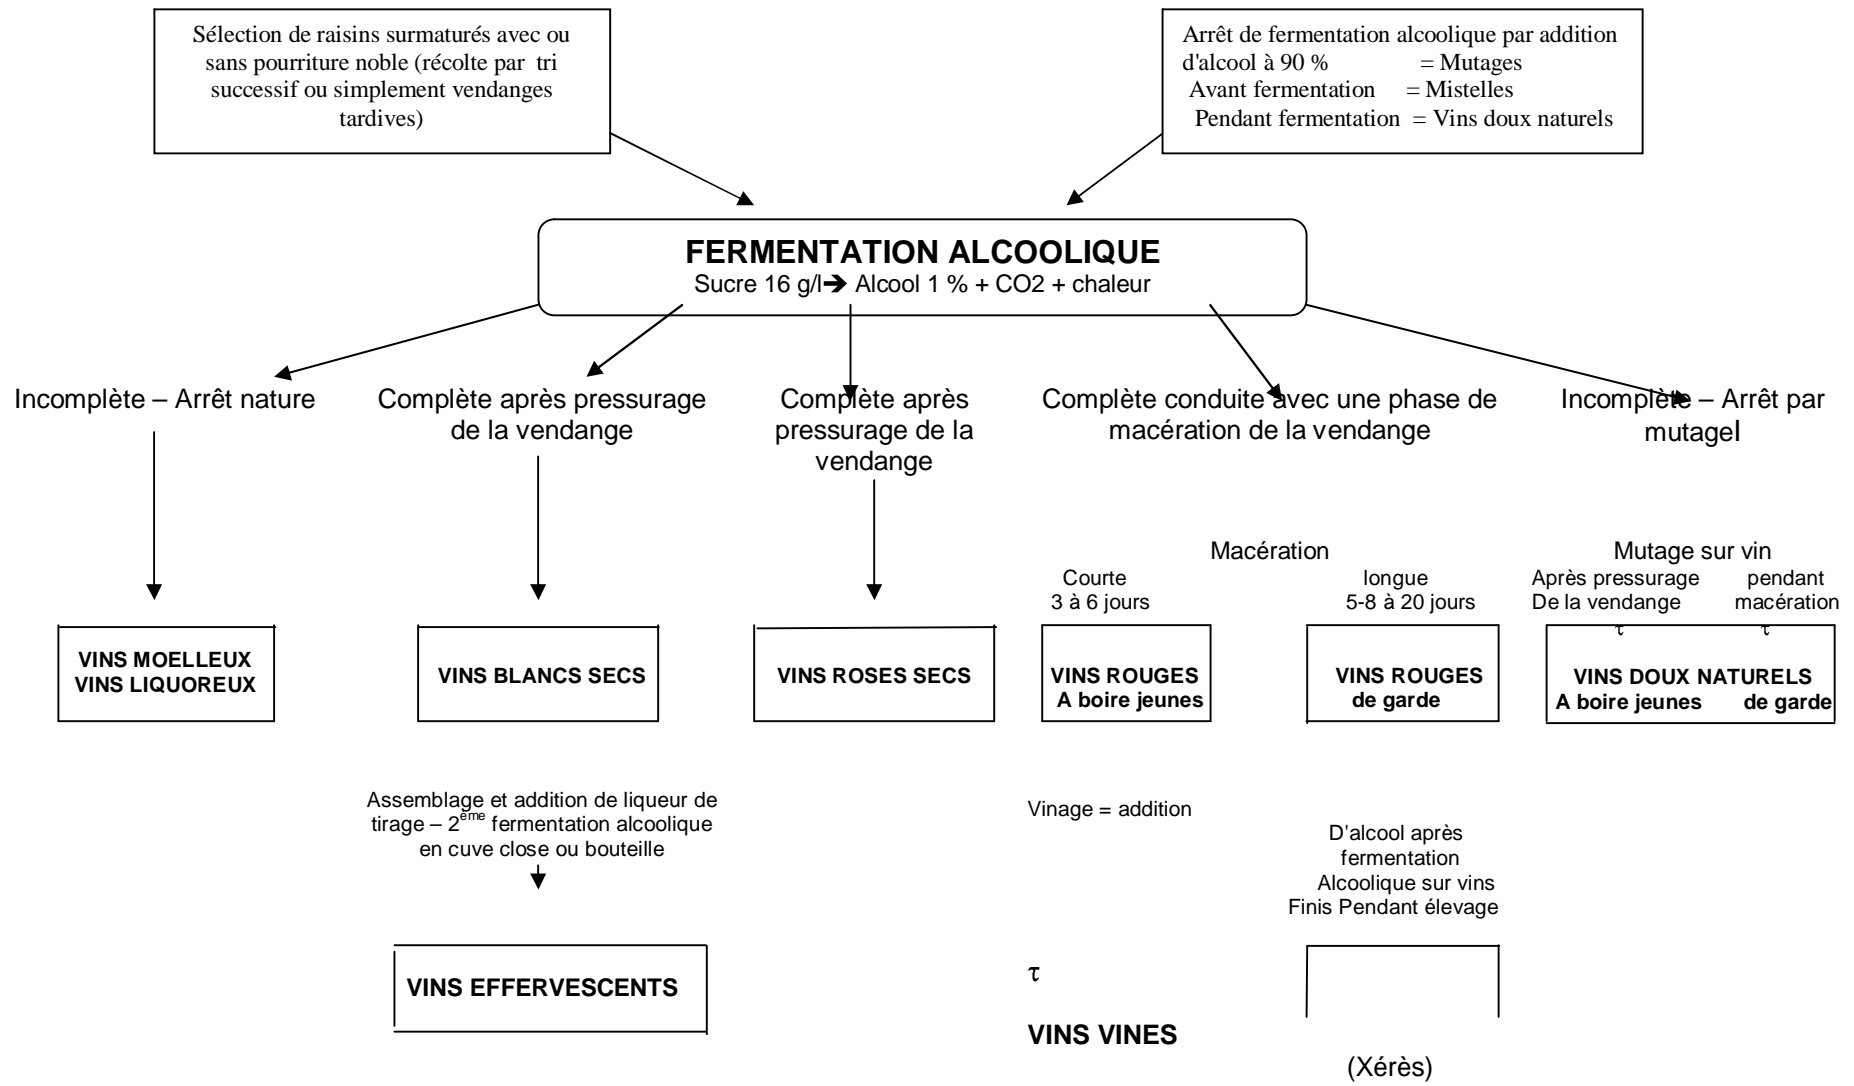 Sélection de raisins surmaturés avec ou
sans pourriture noble (récolte par tri
successif ou simplement vendanges
tardives)
Arrêt de fermentation alcoolique par addition
d'alcool à 90 % = Mutages
Avant fermentation = Mistelles
Pendant fermentation = Vins doux naturels
FERMENTATION ALCOOLIQUE
Sucre 16 g/l➔ Alcool 1 % + CO2 + chaleur
Incomplète – Arrêt nature
Complète après pressurage
de la vendange
Complète après
pressurage de la
vendange
Complète conduite avec une phase de
macération de la vendange
Incomplète – Arrêt par
mutagel
Macération
Courte
3 à 6 jours
longue
5-8 à 20 jours
Mutage sur vin
Après pressurage pendant
De la vendange macération
τ τ
VINS MOELLEUX
VINS LIQUOREUX
VINS BLANCS SECS
VINS ROSES SECS
VINS ROUGES
A boire jeunes
VINS ROUGES
de garde
VINS DOUX NATURELS
A boire jeunes de garde
Assemblage et addition de liqueur de
tirage – 2ème fermentation alcoolique
en cuve close ou bouteille
VINS EFFERVESCENTS
Vinage = addition
D'alcool après
fermentation
Alcoolique sur vins
Finis Pendant élevage
τ
VINS VINES
(Xérès)